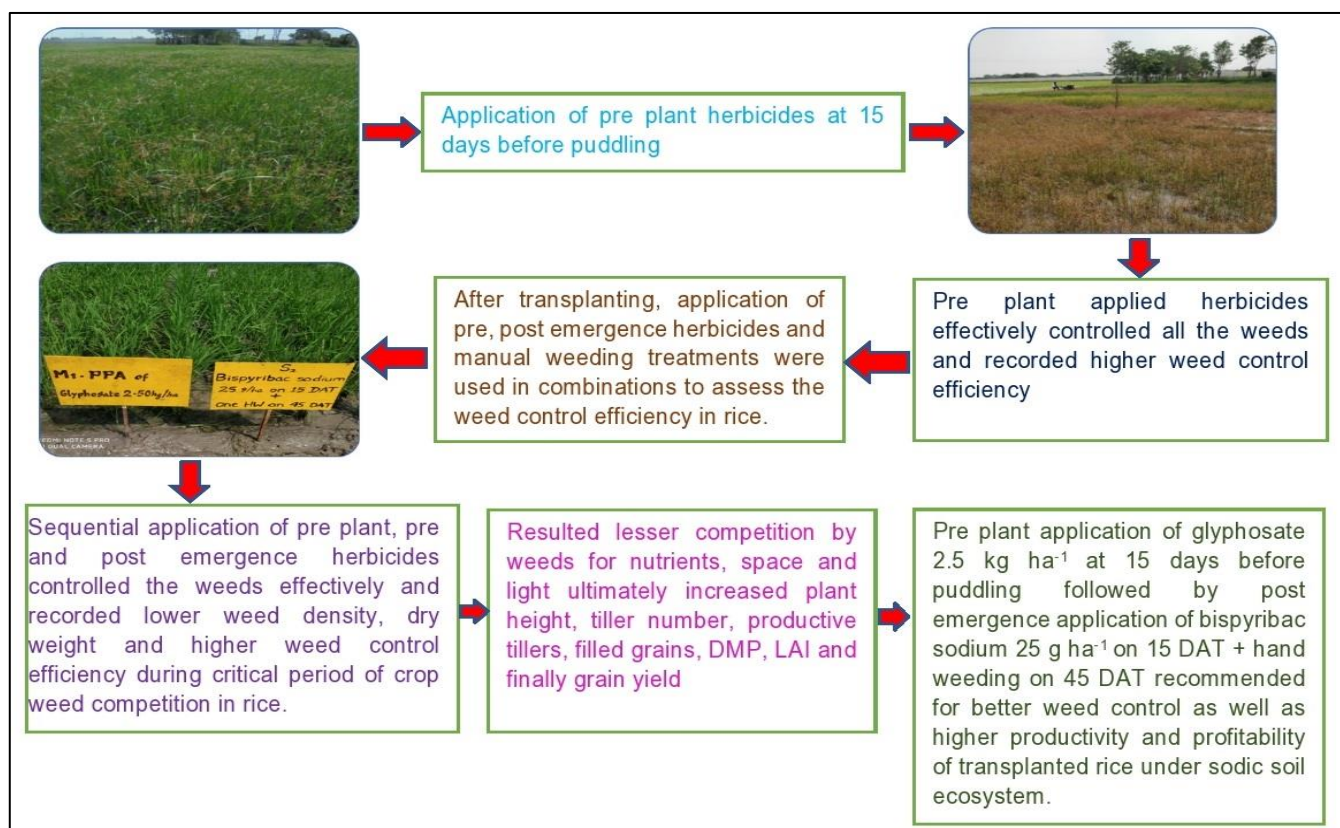 Application of pre plant herbicides at 15
days before puddling
Pre plant applied herbicides
effectively controlled all the weeds
and recorded higher weed control
efficiency
After transplanting, application of
pre, post emergence herbicides and
manual weeding treatments were
used in combinations to assess the
weed control efficiency in rice.
M1-PPA of
Glyphosate 2.50kg/ha
S2
Bispyribac sodium
25 g/ha on 15 DAT
+
One HW on 45 DAT
EDMI NOTE 5 PRO
I DUAL CAMERA
Sequential application of pre plant, pre
and post emergence herbicides
controlled the weeds effectively and
recorded lower weed density, dry
weight and higher weed control
efficiency during critical period of crop
weed competition in rice.
Resulted lesser competition by
weeds for nutrients, space and
light ultimately increased plant
height, tiller number, productive
tillers, filled grains, DMP, LAI and
finally grain yield
Pre plant application of glyphosate
2.5 kg ha-1 at 15 days before
puddling followed by post
emergence application of bispyribac
sodium 25 g ha-1 on 15 DAT + hand
weeding on 45 DAT recommended
for better weed control as well as
higher productivity and profitability
of transplanted rice under sodic soil
ecosystem.